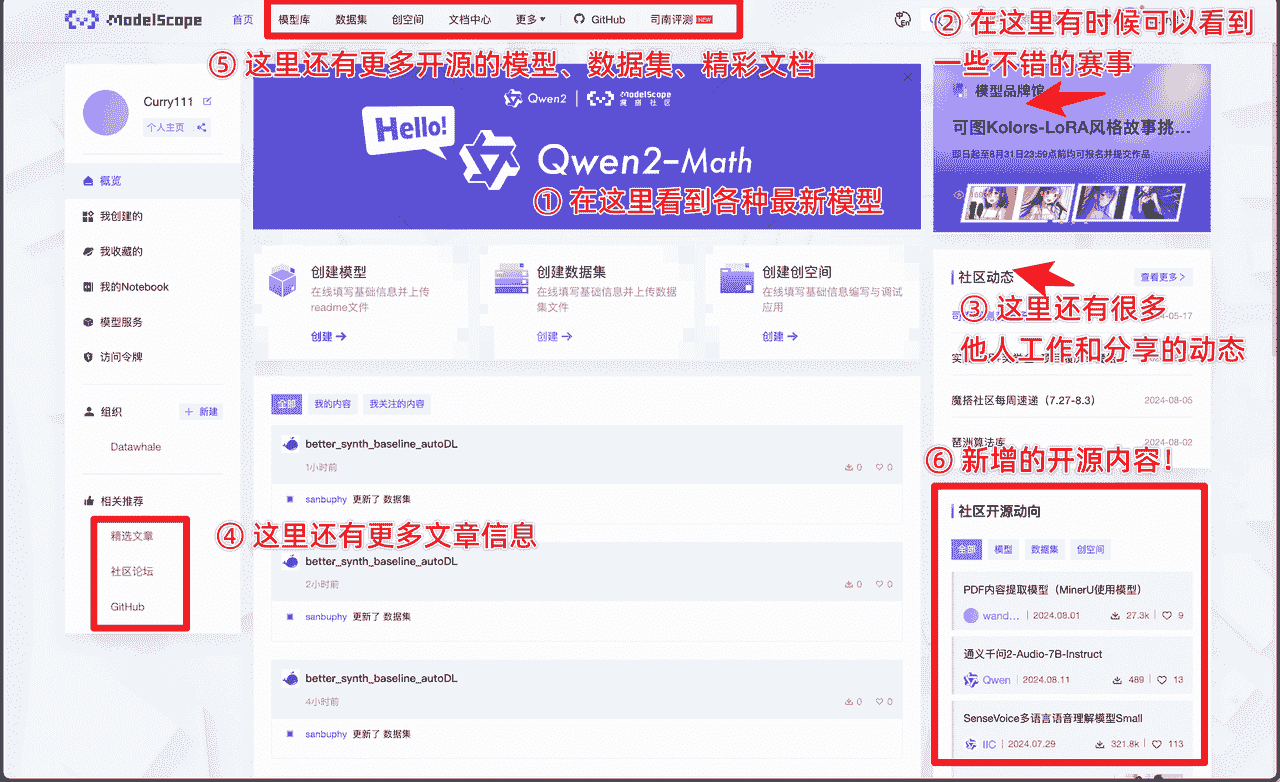 ModelScope 首页 模型库 数据集 创空间 文档中心 更多 GitHub 司南评测 NEW
② 在这里有时候可以看到
一些不错的赛事
⑤ 这里还有更多开源的模型、数据集、精彩文档
Curry111
个人主页
概览
我创建的
我收藏的
我的Notebook
模型服务
访问令牌
组织 + 新建
Datawhale
相关推荐
精选文章
社区论坛
GitHub
④ 这里还有更多文章信息
Qwen2 | ModelScope 魔搭社区
Hello!
Qwen2-Math
① 在这里看到各种最新模型
创建模型
在线填写基础信息并上传
readme文件
创建
创建数据集
在线填写基础信息并上传数据
集文件
创建
创建创空间
在线填写基础信息编写与调试
应用
创建
全部 我的内容 我关注的内容
better_synth_baseline_autoDL
1小时前 0 0
sanbuphy 更新了 数据集
better_synth_baseline_autoDL
2小时前 0 0
sanbuphy 更新了 数据集
better_synth_baseline_autoDL
4小时前 0 0
sanbuphy 更新了 数据集
模型品牌馆
可图Kolors-LoRA风格故事挑...
即日起至8月31日23:59点前均可报名并提交作品
社区动态 查看更多
③ 这里还有很多
他人工作和分享的动态
05-17
魔搭社区每周速递（7.27-8.3） 2024-08-05
琶洲算法库 2024-08-02
⑥ 新增的开源内容！
社区开源动向
全部 模型 数据集 创空间
PDF内容提取模型（MinerU使用模型）
wand... | 2024.08.01 27.3k | 9
通义千问2-Audio-7B-Instruct
Qwen | 2024.08.11 489 | 13
SenseVoice多语言语音理解模型Small
IIC | 2024.07.29 321.8k | 113